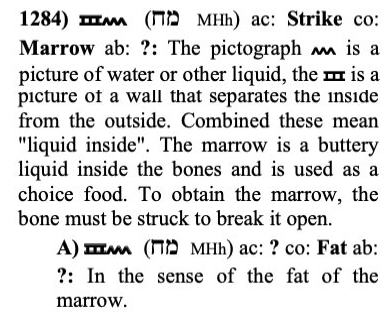 1284) (מח MHh) ac: Strike co:
Marrow ab: ?: The pictograph is a
picture of water or other liquid, the is a
picture of a wall that separates the inside
from the outside. Combined these mean
"liquid inside". The marrow is a buttery
liquid inside the bones and is used as a
choice food. To obtain the marrow, the
bone must be struck to break it open.
A) (מח MHh) ac: ? co: Fat ab:
?: In the sense of the fat of the
marrow.